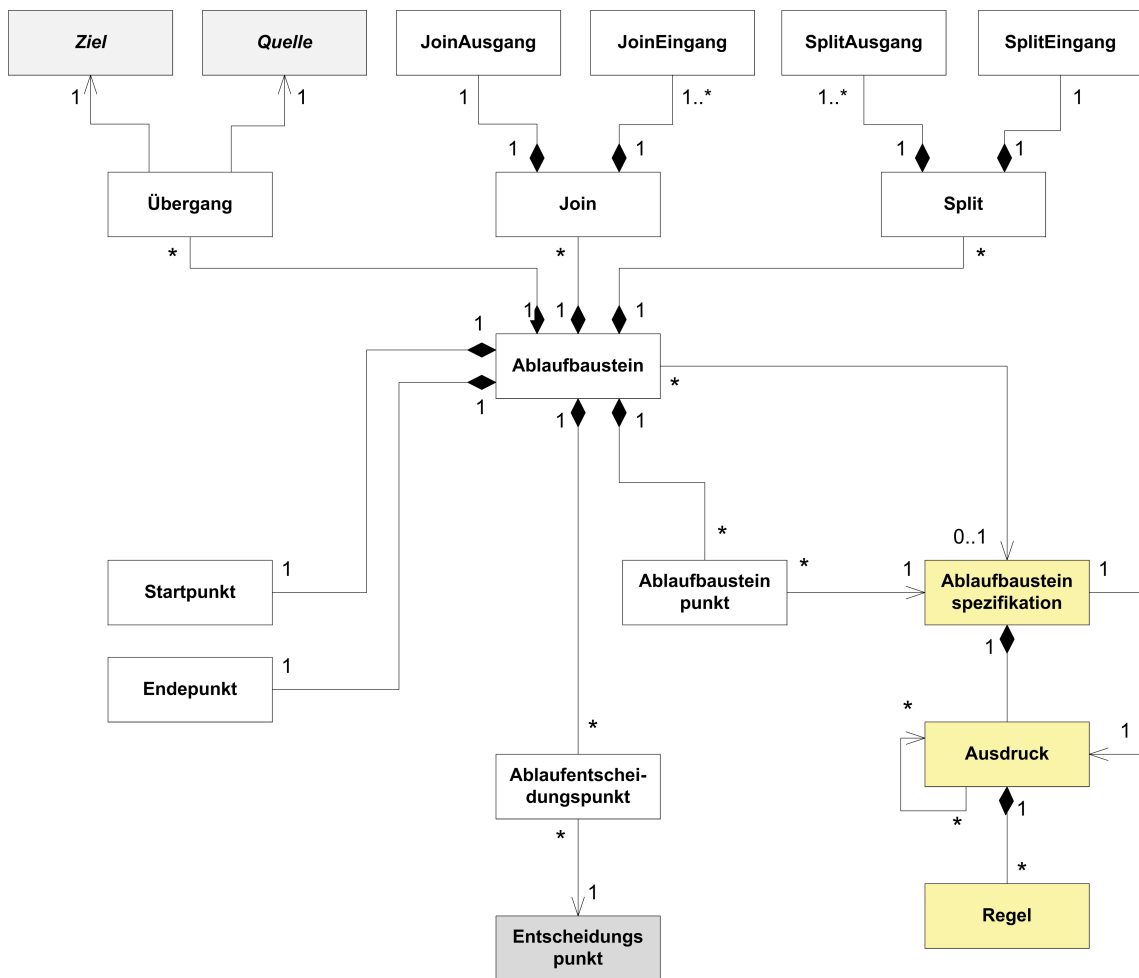 Ziel
Quelle
JoinAusgang
JoinEingang
SplitAusgang
SplitEingang
1
1
1
1..*
1..*
1
1
1
1
1
Übergang
Join
Split
*
*
*
1
1
1
1
Ablaufbaustein
*
1
1
1
0..1
*
*
1
1
1
Startpunkt
Ablaufbaustein
punkt
Ablaufbaustein
spezifikation
1
1
Endepunkt
*
*
1
Ausdruck
Ablaufentschei-
dungspunkt
*
1
*
*
1
Regel
Entscheidungs
punkt